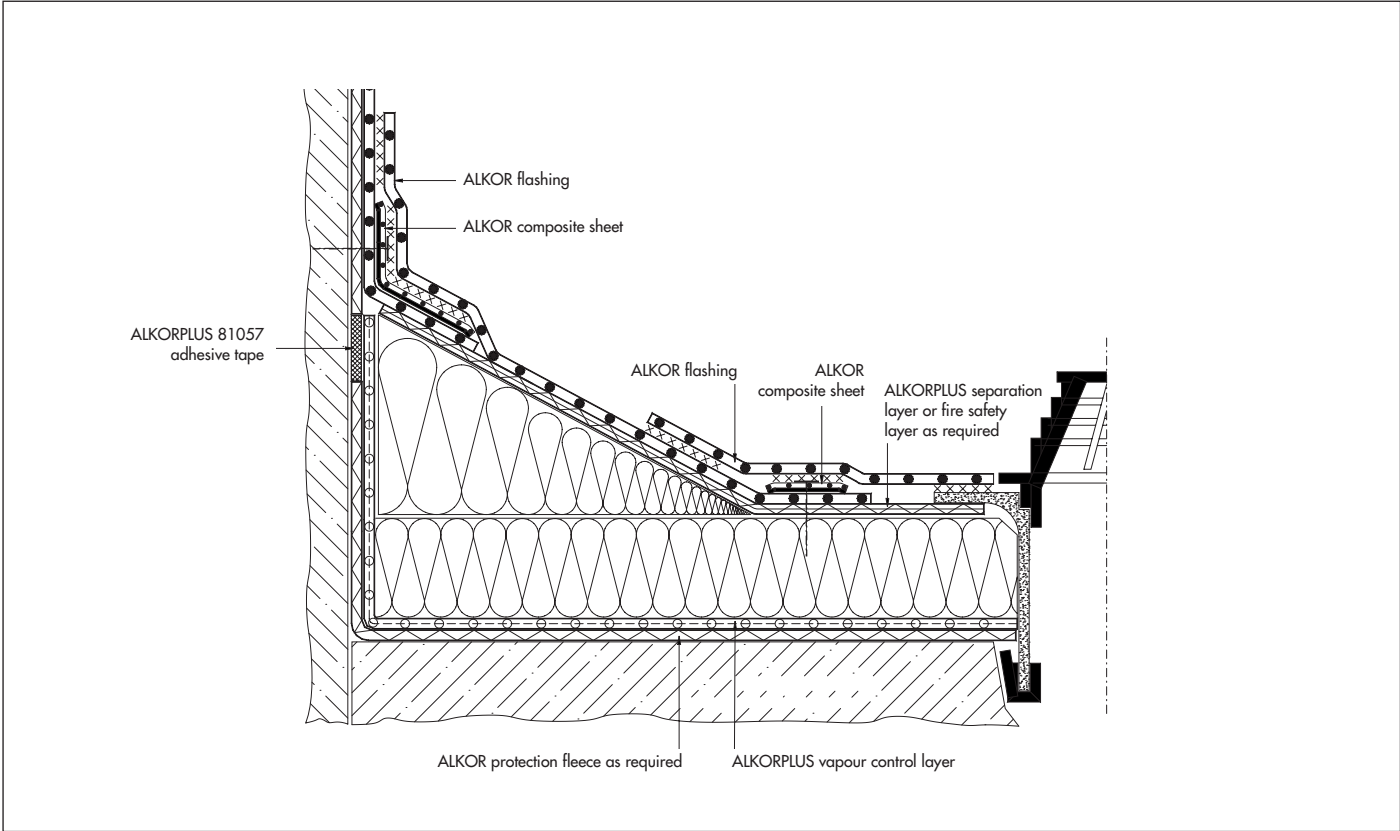 ALKOR flashing
ALKOR composite sheet
ALKORPLUS 81057
adhesive tape
ALKOR flashing
ALKOR
composite sheet
ALKORPLUS separation
layer or fire safety
layer as required
ALKOR protection fleece as required
ALKORPLUS vapour control layer